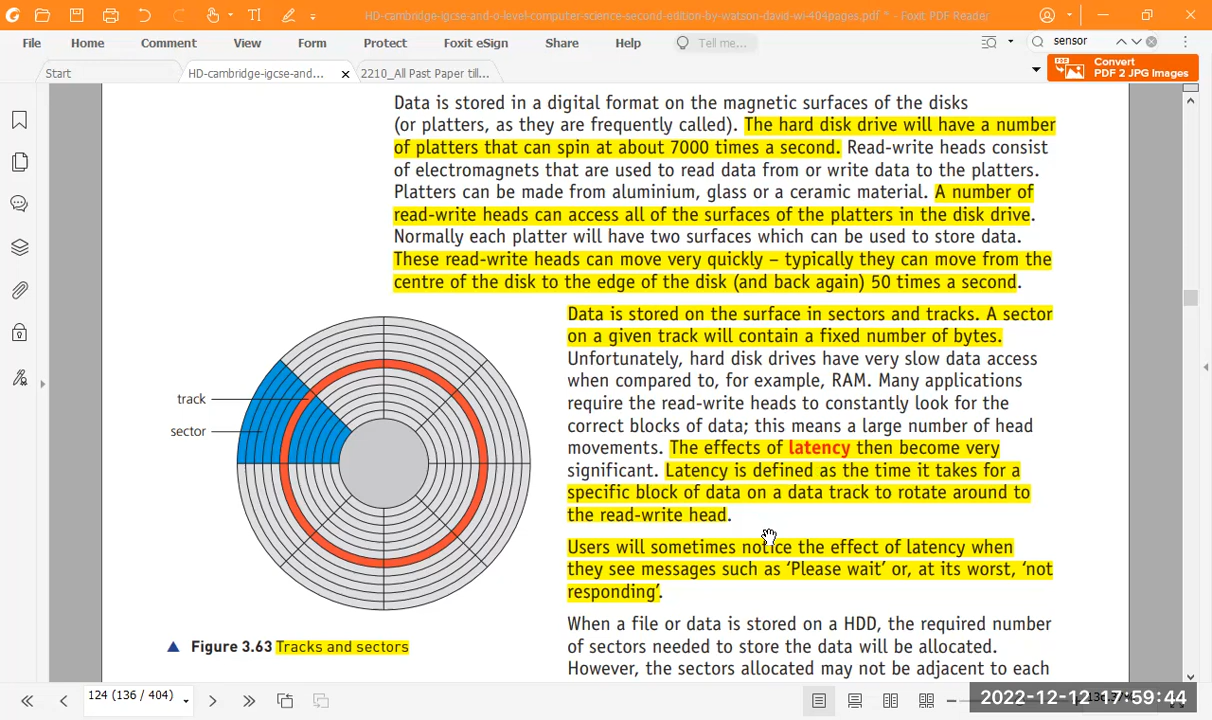 HD-cambridge-igcse-and-o-level-computer-science-second-edition-by-watson-david-wi-404pages.pdf * - Foxit PDF Reader
File Home Comment View Form Protect Foxit eSign Share Help Tell me... sensor
Start HD-cambridge-igcse-and-... 2210_All Past Paper till... Convert
PDF 2 JPG Images
Data is stored in a digital format on the magnetic surfaces of the disks
(or platters, as they are frequently called). The hard disk drive will have a number
of platters that can spin at about 7000 times a second. Read-write heads consist
of electromagnets that are used to read data from or write data to the platters.
Platters can be made from aluminium, glass or a ceramic material. A number of
read-write heads can access all of the surfaces of the platters in the disk drive.
Normally each platter will have two surfaces which can be used to store data.
These read-write heads can move very quickly – typically they can move from the
centre of the disk to the edge of the disk (and back again) 50 times a second.
Data is stored on the surface in sectors and tracks. A sector
on a given track will contain a fixed number of bytes.
Unfortunately, hard disk drives have very slow data access
when compared to, for example, RAM. Many applications
require the read-write heads to constantly look for the
correct blocks of data; this means a large number of head
movements. The effects of latency then become very
significant. Latency is defined as the time it takes for a
specific block of data on a data track to rotate around to
the read-write head.
Users will sometimes notice the effect of latency when
they see messages such as ‘Please wait’ or, at its worst, ‘not
responding’.
When a file or data is stored on a HDD, the required number
of sectors needed to store the data will be allocated.
However, the sectors allocated may not be adjacent to each
track
sector
Figure 3.63 Tracks and sectors
124 (136 / 404)
2022-12-12 17:59:44